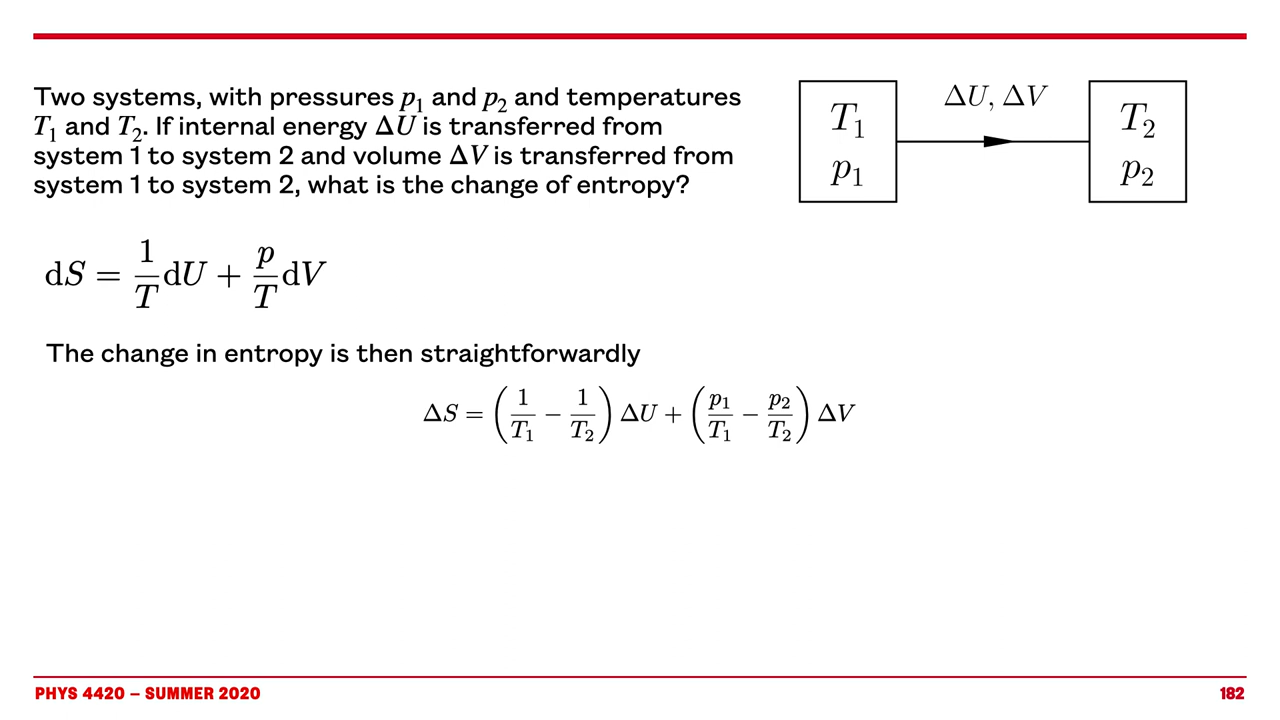 Two systems, with pressures p₁ and p₂ and temperatures
T₁ and T₂. If internal energy ΔU is transferred from
system 1 to system 2 and volume ΔV is transferred from
system 1 to system 2, what is the change of entropy?
T₁
p₁
ΔU, ΔV
T₂
p₂
dS = 1/T dU + p/T dV
The change in entropy is then straightforwardly
ΔS = (1/T₁ − 1/T₂) ΔU + (p₁/T₁ − p₂/T₂) ΔV
PHYS 4420 – SUMMER 2020
182